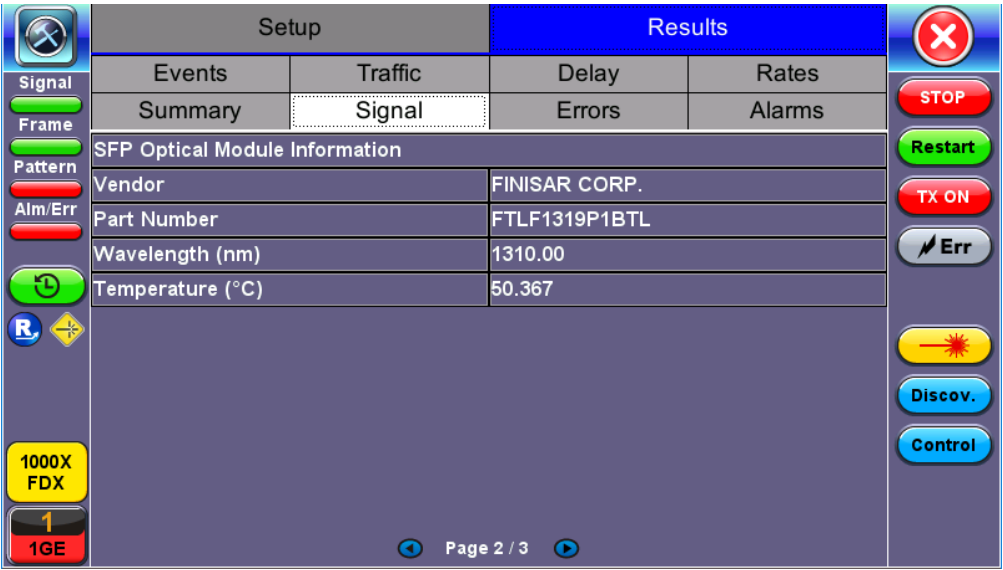 Setup Results
Events Traffic Delay Rates
Summary Signal Errors Alarms
Signal
Frame
Pattern
Alm/Err
R
1000X
FDX
1
1GE
SFP Optical Module Information
Vendor FINISAR CORP.
Part Number FTLF1319P1BTL
Wavelength (nm) 1310.00
Temperature (°C) 50.367
Page 2 / 3
STOP
Restart
TX ON
Err
Discov.
Control